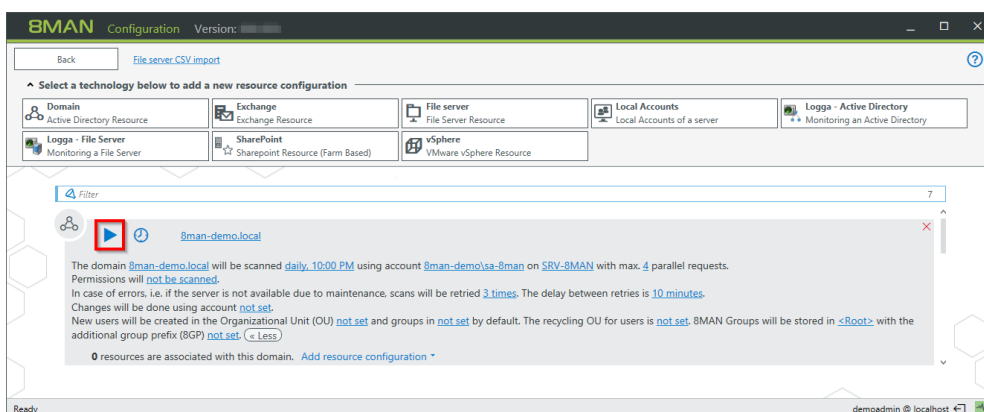 8MAN Configuration Version:
Back File server CSV import
Select a technology below to add a new resource configuration
Domain
Active Directory Resource
Exchange
Exchange Resource
File server
File Server Resource
Local Accounts
Local Accounts of a server
Logga - Active Directory
Monitoring an Active Directory
Logga - File Server
Monitoring a File Server
SharePoint
Sharepoint Resource (Farm Based)
vSphere
VMware vSphere Resource
Filter 7
8man-demo.local
The domain 8man-demo.local will be scanned daily, 10:00 PM using account 8man-demo\sa-8man on SRV-8MAN with max. 4 parallel requests.
Permissions will not be scanned.
In case of errors, i.e. if the server is not available due to maintenance, scans will be retried 3 times. The delay between retries is 10 minutes.
Changes will be done using account not set.
New users will be created in the Organizational Unit (OU) not set and groups in not set by default. The recycling OU for users is not set. 8MAN Groups will be stored in <Root> with the
additional group prefix (8GP) not set. « Less
0 resources are associated with this domain. Add resource configuration
Ready demoadmin @ localhost